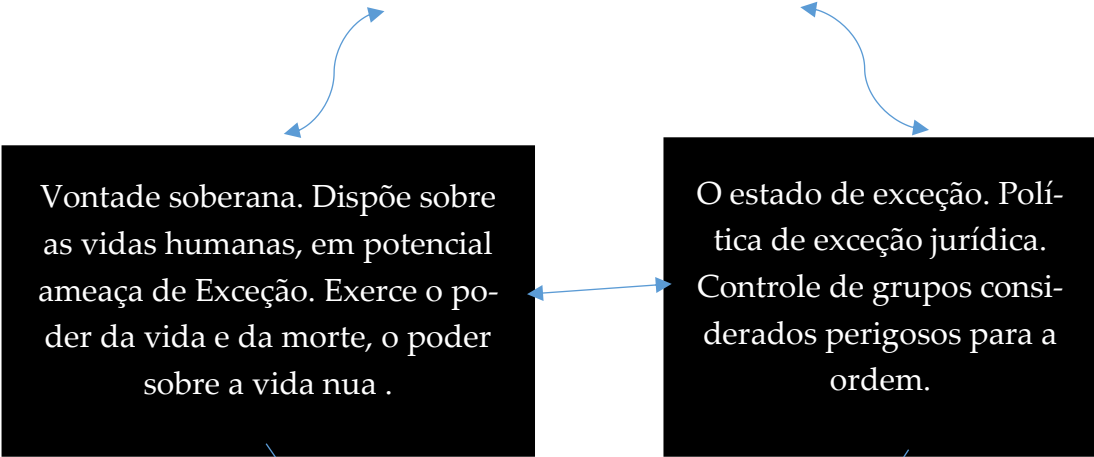 Vontade soberana. Dispõe sobre
as vidas humanas, em potencial
ameaça de Exceção. Exerce o po-
der da vida e da morte, o poder
sobre a vida nua .
O estado de exceção. Polí-
tica de exceção jurídica.
Controle de grupos consi-
derados perigosos para a
ordem.